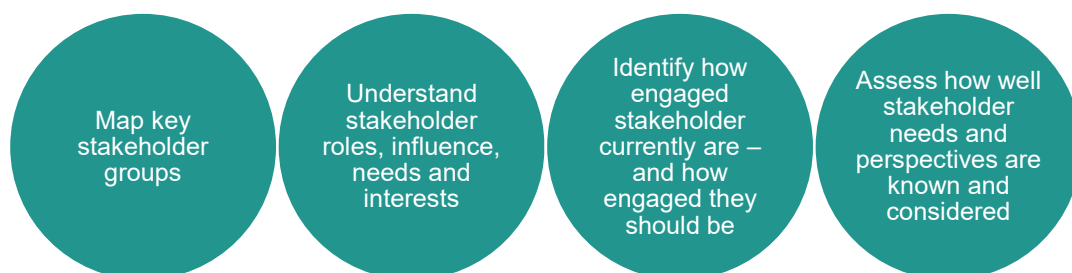 Map key
stakeholder
groups
Understand
stakeholder
roles, influence,
needs and
interests
Identify how
engaged
stakeholder
currently are –
and how
engaged they
should be
Assess how well
stakeholder
needs and
perspectives are
known and
considered